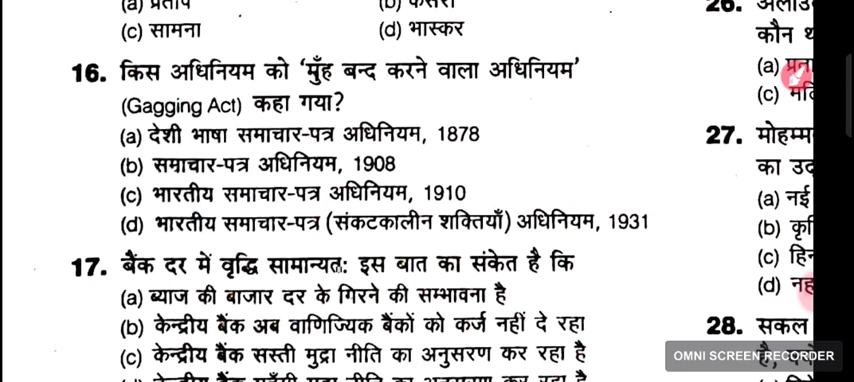 (c) सामना
(d) भास्कर
16. किस अधिनियम को ‘मुँह बन्द करने वाला अधिनियम’
(Gagging Act) कहा गया?
(a) देशी भाषा समाचार-पत्र अधिनियम, 1878
(b) समाचार-पत्र अधिनियम, 1908
(c) भारतीय समाचार-पत्र अधिनियम, 1910
(d) भारतीय समाचार-पत्र (संकटकालीन शक्तियाँ) अधिनियम, 1931
17. बैंक दर में वृद्धि सामान्यतः इस बात का संकेत है कि
(a) ब्याज की बाजार दर के गिरने की सम्भावना है
(b) केन्द्रीय बैंक अब वाणिज्यिक बैंकों को कर्ज नहीं दे रहा
(c) केन्द्रीय बैंक सस्ती मुद्रा नीति का अनुसरण कर रहा है
26.
कौन
(a)
(c)
27.
का
(a) नई
(b)
(c)
(d)
28. सकल
OMNI SCREEN RECORDER